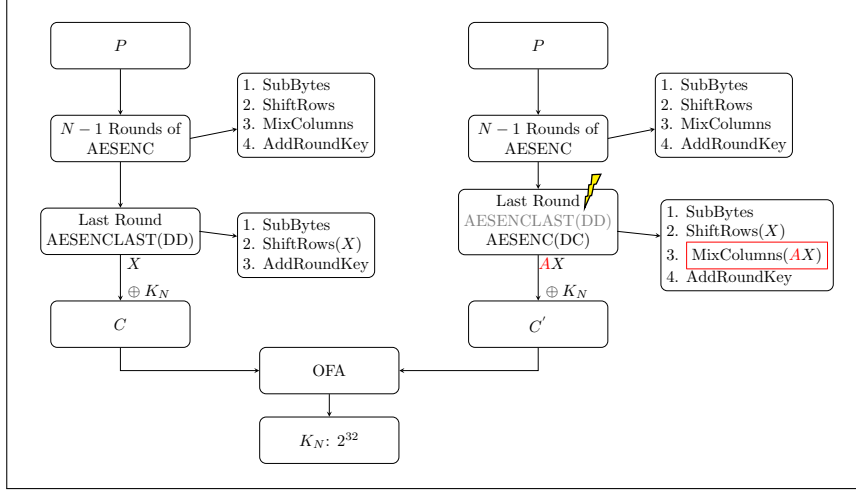 P
1. SubBytes
2. ShiftRows
3. MixColumns
4. AddRoundKey
N − 1 Rounds of
AESENC
Last Round
AESENCLAST(DD)
1. SubBytes
2. ShiftRows(X)
3. AddRoundKey
X
⊕ K_N
C
P
1. SubBytes
2. ShiftRows
3. MixColumns
4. AddRoundKey
N − 1 Rounds of
AESENC
Last Round
AESENCLAST(DD)
AESENC(DC)
1. SubBytes
2. ShiftRows(X)
3. MixColumns(AX)
4. AddRoundKey
AX
⊕ K_N
C′
OFA
K_N: 2^32